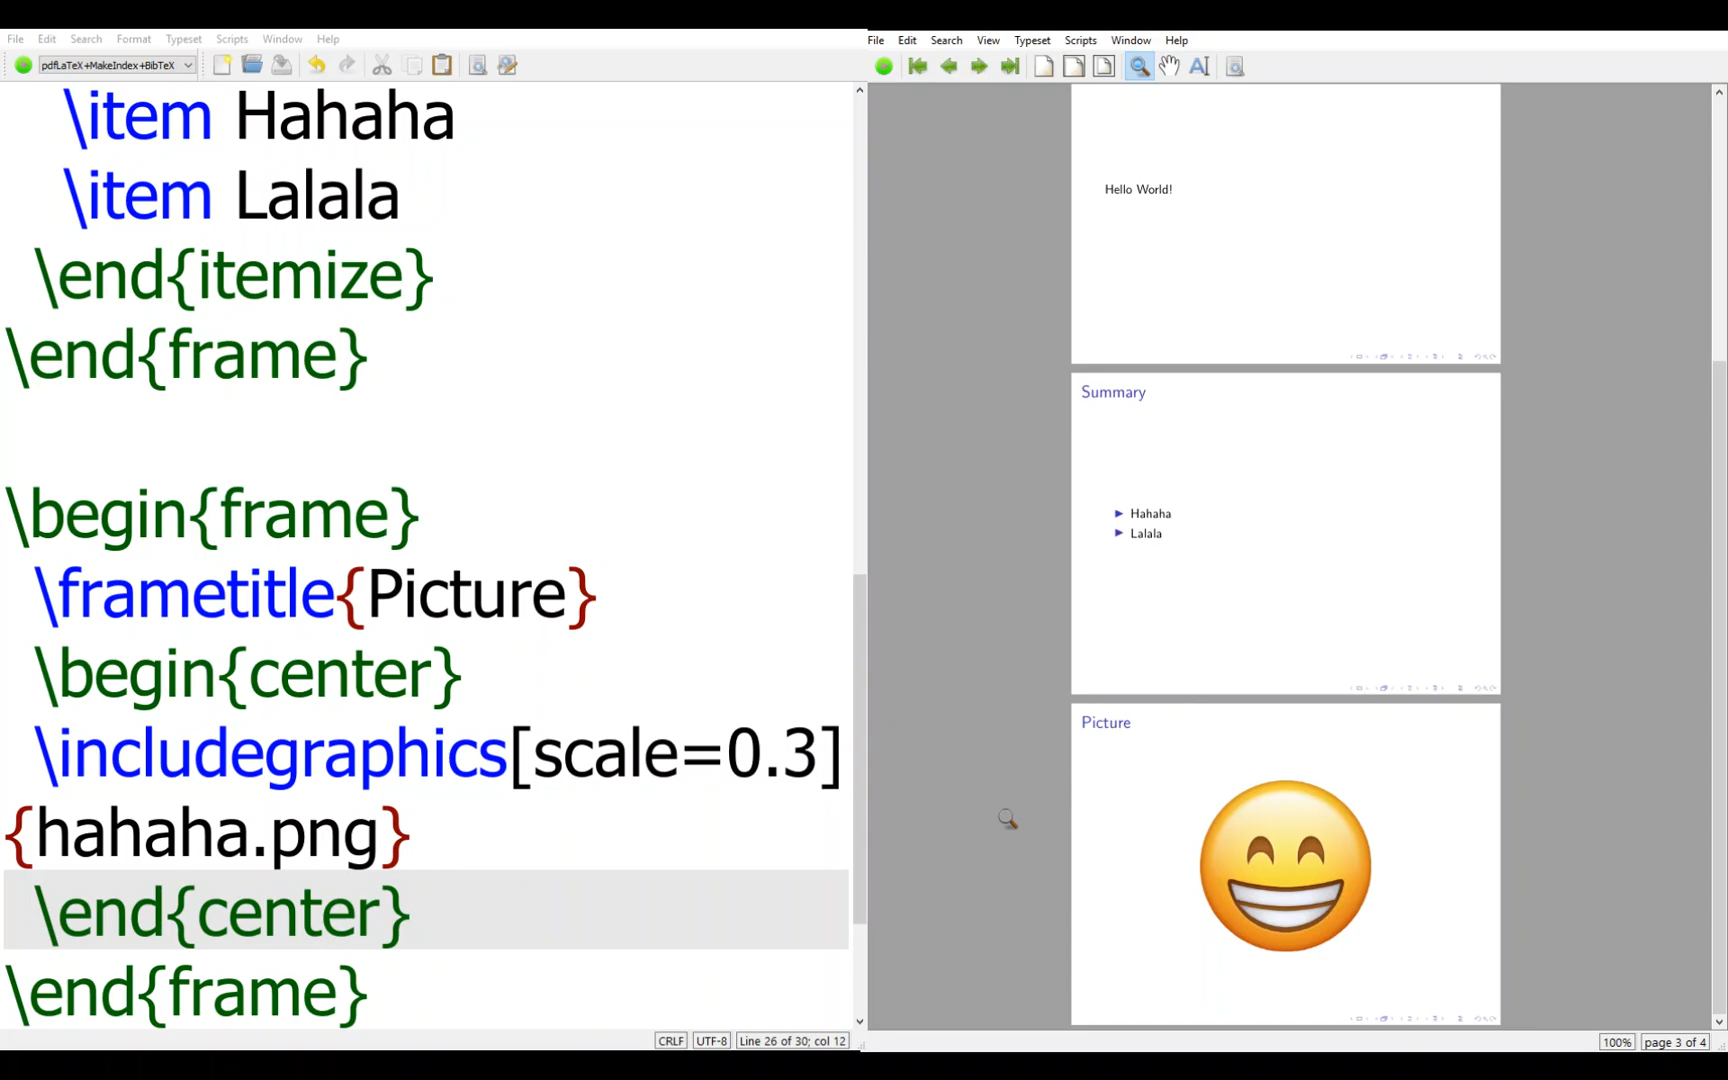 File Edit Search Format Typeset Scripts Window Help
pdfLaTeX+MakeIndex+BibTeX
\item Hahaha
\item Lalala
\end{itemize}
\end{frame}
\begin{frame}
\frametitle{Picture}
\begin{center}
\includegraphics[scale=0.3]
{hahaha.png}
\end{center}
\end{frame}
CRLF UTF-8 Line 26 of 30; col 12
File Edit Search View Typeset Scripts Window Help
Hello World!
Summary
Hahaha
Lalala
Picture
100% page 3 of 4